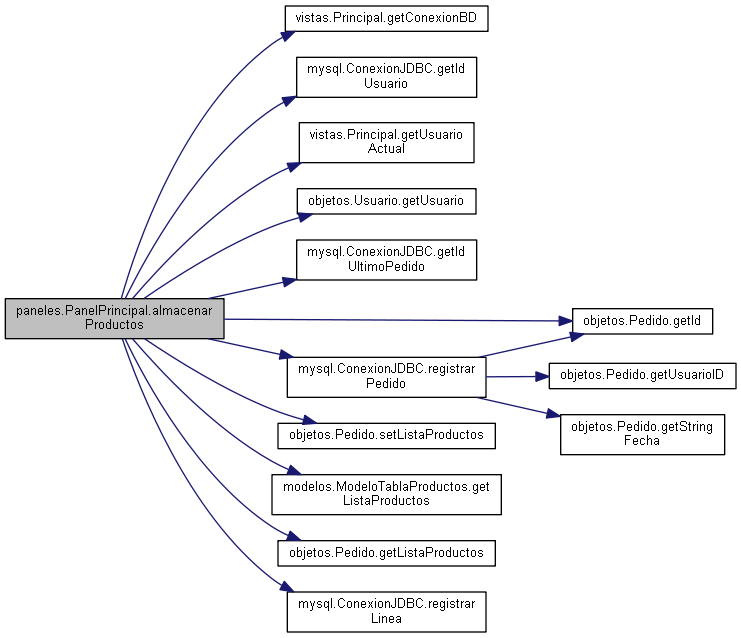 vistas.Principal.getConexionBD
mysql.ConexionJDBC.getId
Usuario
vistas.Principal.getUsuario
Actual
objetos.Usuario.getUsuario
mysql.ConexionJDBC.getId
UltimoPedido
paneles.PanelPrincipal.almacenar
Productos
objetos.Pedido.getId
mysql.ConexionJDBC.registrar
Pedido
objetos.Pedido.getUsuarioID
objetos.Pedido.getString
Fecha
objetos.Pedido.setListaProductos
modelos.ModeloTablaProductos.get
ListaProductos
objetos.Pedido.getListaProductos
mysql.ConexionJDBC.registrar
Linea